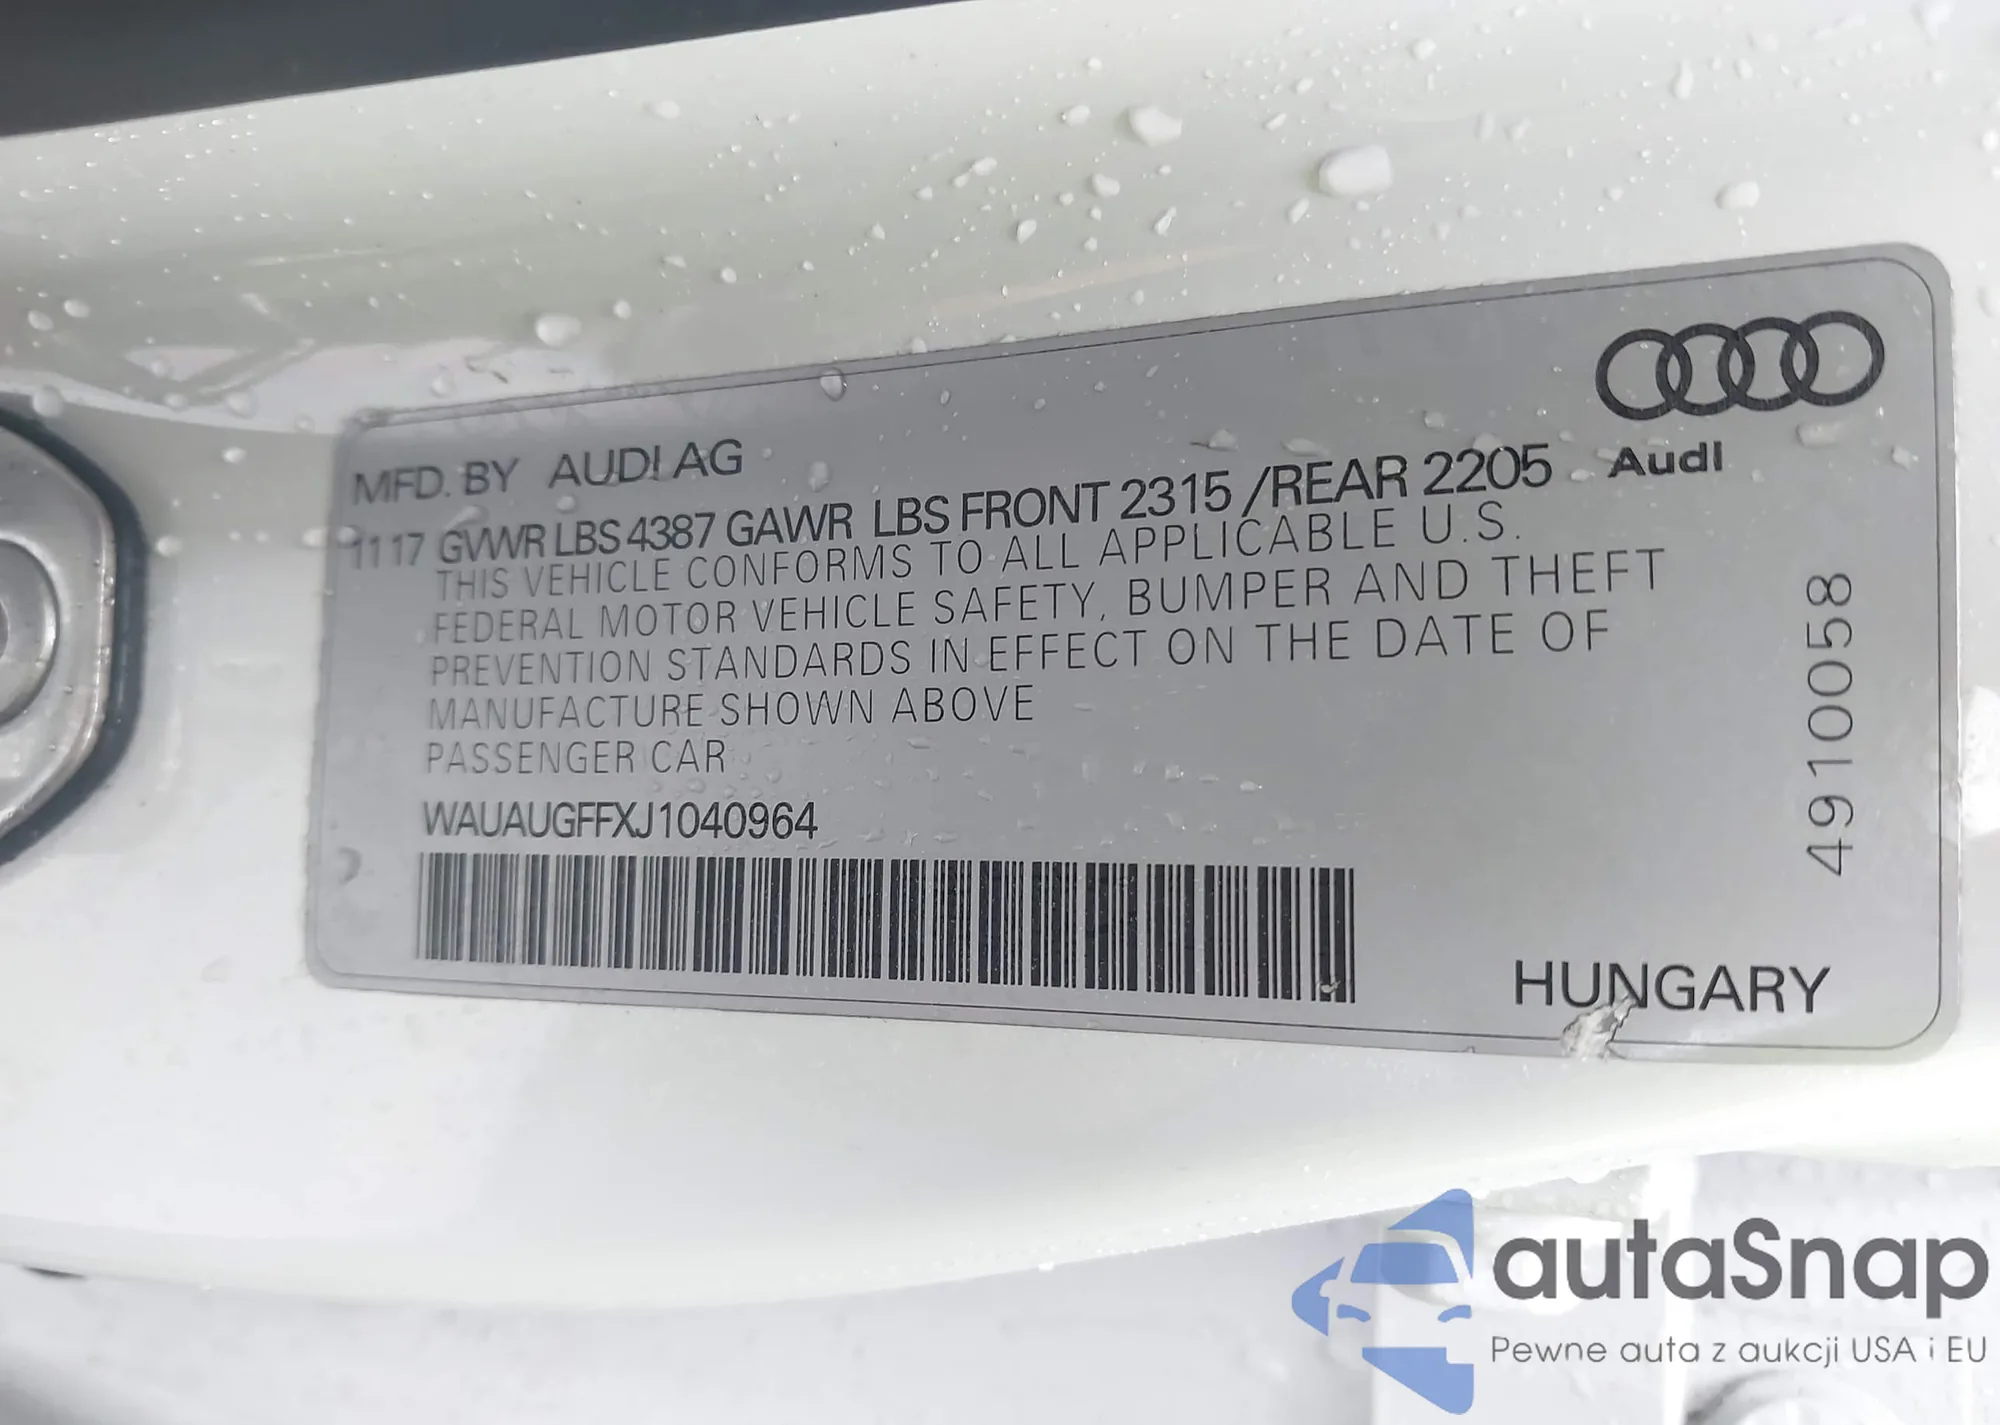 MFD. BY AUDI AG
11 17 GVWR LBS 4387 GAWR LBS FRONT 2315 /REAR 2205
Audi
THIS VEHICLE CONFORMS TO ALL APPLICABLE U.S.
FEDERAL MOTOR VEHICLE SAFETY, BUMPER AND THEFT
PREVENTION STANDARDS IN EFFECT ON THE DATE OF
MANUFACTURE SHOWN ABOVE
PASSENGER CAR
WAUAUGFFXJ1040964
4910058
HUNGARY
autaSnap
Pewne auta z aukcji USA i EU